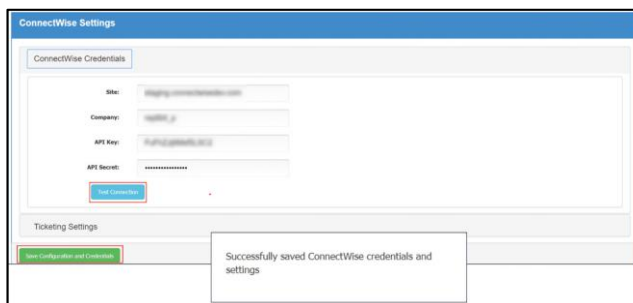 ConnectWise Settings
ConnectWise Credentials
Site:
Company:
API Key:
API Secret: ••••••••••••••••
Test Connection
Ticketing Settings
Save Configuration and Credentials
Successfully saved ConnectWise credentials and
settings